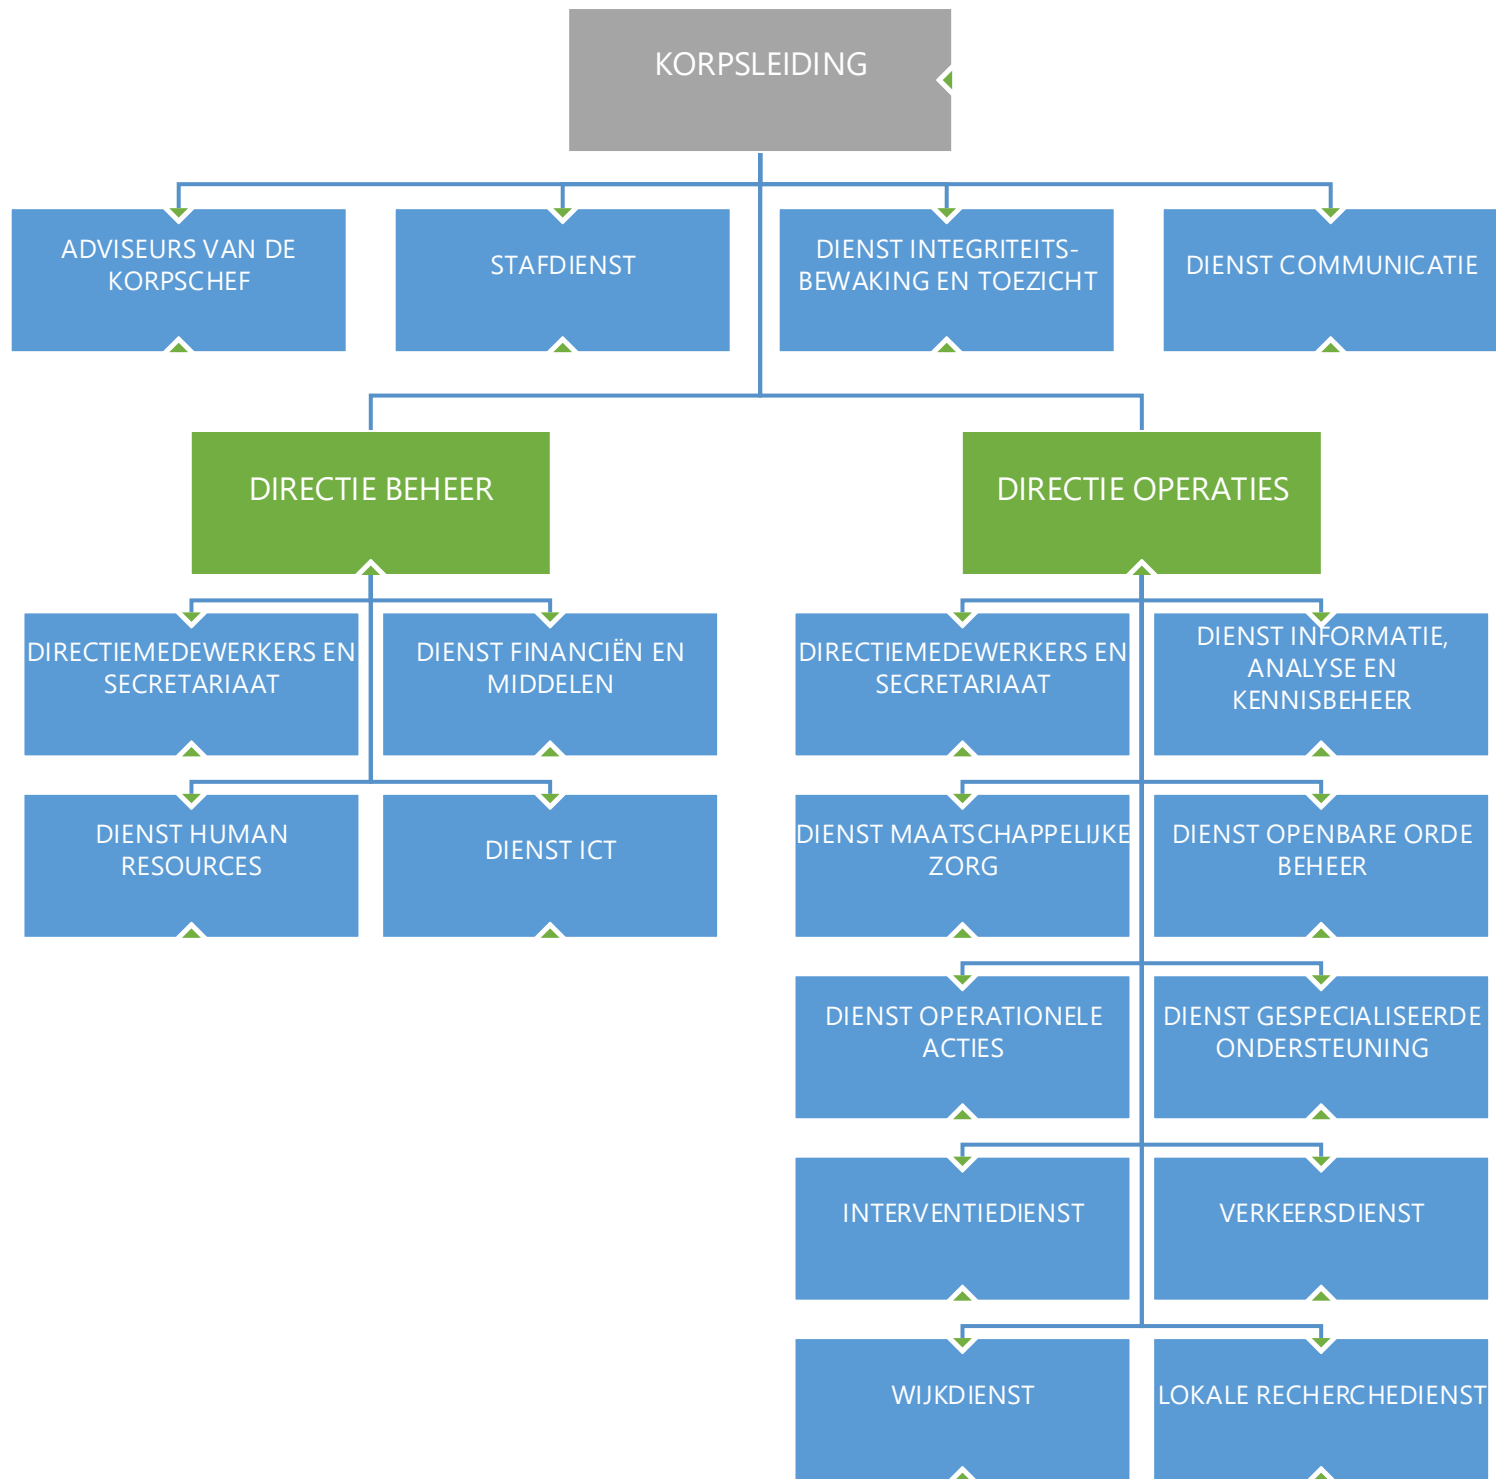 KORPSLEIDING
ADVISEURS VAN DE
KORPSCHEF
STAFDIENST
DIENST INTEGRITEITS-
BEWAKING EN TOEZICHT
DIENST COMMUNICATIE
DIRECTIE BEHEER
DIRECTIE OPERATIES
DIRECTIEMEDEWERKERS EN
SECRETARIAAT
DIENST FINANCIËN EN
MIDDELEN
DIRECTIEMEDEWERKERS EN
SECRETARIAAT
DIENST INFORMATIE,
ANALYSE EN
KENNISBEHEER
DIENST HUMAN
RESOURCES
DIENST ICT
DIENST MAATSCHAPPELIJKE
ZORG
DIENST OPENBARE ORDE
BEHEER
DIENST OPERATIONELE
ACTIES
DIENST GESPECIALISEERDE
ONDERSTEUNING
INTERVENTIEDIENST
VERKEERSDIENST
WIJKDIENST
LOKALE RECHERCHEDIENST